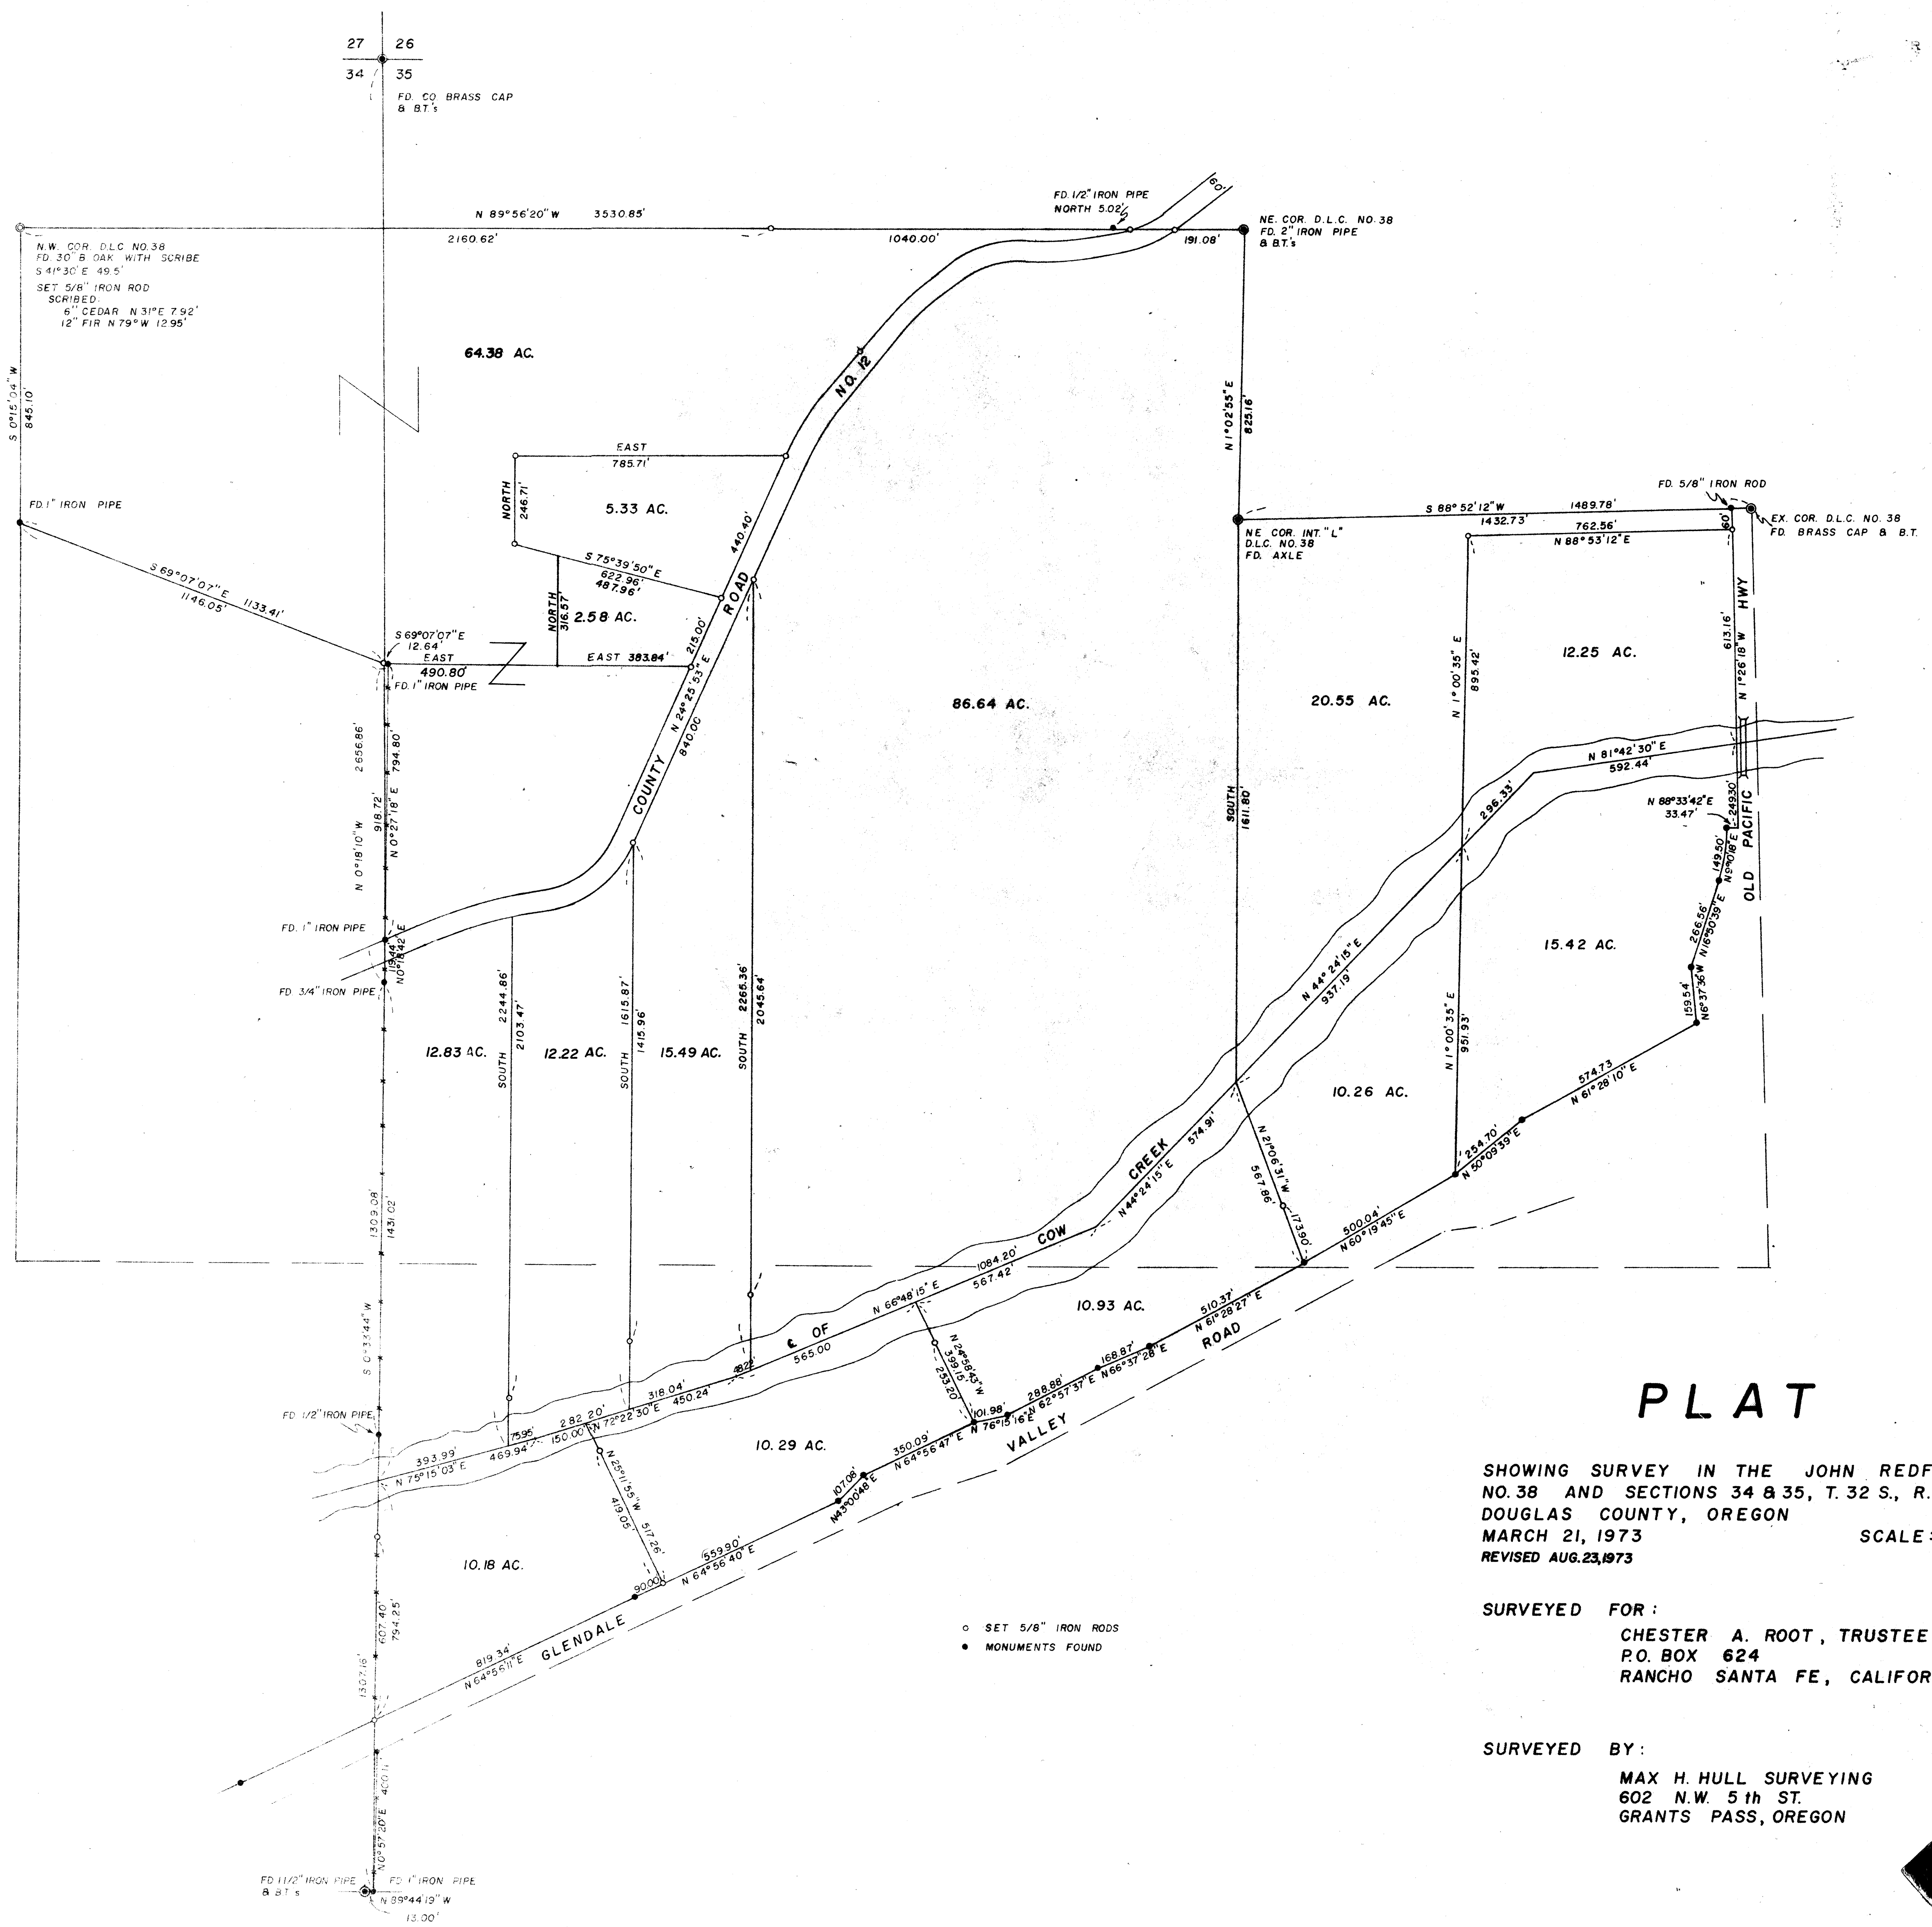 27 26
34 35
FD. CO. BRASS CAP
& B.T.'s
N 89°56'20" W 3530.85'
2160.62'
1040.00'
191.08'
60'
FD. 1/2" IRON PIPE
NORTH 5.02'
NE. COR. D.L.C. NO. 38
FD. 2" IRON PIPE
& B.T.'s
N.W. COR. D.L.C. NO. 38
FD. 30" B. OAK WITH SCRIBE
S 41°30' E 49.5'
SET 5/8" IRON ROD
SCRIBED:
6" CEDAR N 31°E 7.92'
12" FIR N 79°W 12.95'
S 0°15'04" W
845.10'
64.38 AC.
NO. 12
N 1°02'55" E
825.16'
EAST
785.71'
NORTH
246.71'
5.33 AC.
440.40'
FD. 1" IRON PIPE
S 75°39'50" E
622.96'
487.96'
S 69°07'07" E 1133.41'
1146.05'
NORTH
316.57'
2.58 AC.
ROAD
215.00'
S 69°07'07" E
12.64'
EAST
490.80'
EAST 383.84'
FD. 1" IRON PIPE
N 24°25'53" E
840.00
COUNTY
FD. 5/8" IRON ROD
S 88°52'12" W 1489.78'
1432.73'
762.56'
N 88°53'12" E
60'
NE COR. INT. "L"
D.L.C. NO. 38
FD. AXLE
EX. COR. D.L.C. NO. 38
FD. BRASS CAP & B.T.
86.64 AC.
20.55 AC.
12.25 AC.
N 1°00'35" E
895.42'
613.16'
N 1°26'18" W
OLD PACIFIC HWY
N 81°42'30" E
592.44'
296.33'
N 88°33'42" E
33.47'
249.30'
149.50'
N 9°10'18" E
266.56'
N 16°50'39" E
159.54'
N 6°37'36" W
SOUTH
1611.80'
N 0°18'10" W 2656.86'
918.72'
794.80'
N 0°27'18" E
FD. 1" IRON PIPE
119.44'
N 0°18'42" E
FD. 3/4" IRON PIPE
12.83 AC.
SOUTH 2244.86'
2103.47'
12.22 AC.
SOUTH 1615.87'
1415.96'
15.49 AC.
SOUTH 2265.36'
2045.64'
N 44°24'15" E
937.19'
15.42 AC.
N 1°00'35" E
951.93'
10.26 AC.
574.73
N 61°28'10" E
254.70'
N 50°09'39" E
500.04'
N 60°19'45" E
N 21°06'31" W
567.86'
173.90'
574.91'
N 44°24'15" E
CREEK
COW
OF
1084.20'
N 66°48'15" E
567.42'
565.00
10.93 AC.
510.37'
N 61°28'27" E
ROAD
168.87'
N 66°37'28" E
288.88'
N 62°57'37" E
101.98'
N 76°15'16" E
VALLEY
N 24°58'43" W
399.15'
253.20'
350.09'
N 64°56'47" E
107.08'
N 43°00'48" E
10.29 AC.
318.04'
N 72°22'30" E 450.24'
282.20'
150.00'
75.95
469.94'
393.99'
N 75°15'03" E
1309.08'
1431.02'
S 0°33'44" W
FD. 1/2" IRON PIPE
N 25°11'55" W 517.26'
419.05'
559.90'
N 64°56'40" E
90.00
10.18 AC.
GLENDALE
819.34'
N 64°56'11" E
607.40'
794.25'
1307.16'
N 0°57'20" E 400.11'
FD 1 1/2" IRON PIPE
& B.T.'s
FD 1" IRON PIPE
N 89°44'19" W
13.00'
○ SET 5/8" IRON RODS
● MONUMENTS FOUND
PLAT
SHOWING SURVEY IN THE JOHN REDF
NO. 38 AND SECTIONS 34 & 35, T. 32 S., R.
DOUGLAS COUNTY, OREGON
MARCH 21, 1973 SCALE:
REVISED AUG. 23, 1973
SURVEYED FOR:
CHESTER A. ROOT, TRUSTEE
P.O. BOX 624
RANCHO SANTA FE, CALIFOR
SURVEYED BY:
MAX H. HULL SURVEYING
602 N.W. 5th ST.
GRANTS PASS, OREGON